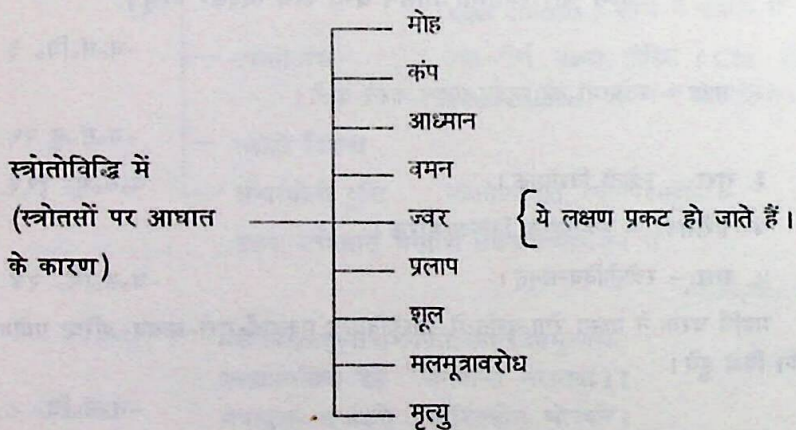 मोह
कंप
आध्मान
स्त्रोतोविद्धि में
वमन
(स्त्रोतसों पर आघात
ज्वर
{ये लक्षण प्रकट हो जाते हैं।
के कारण)
प्रलाप
शूल
मलमूत्रावरोध
मृत्यु